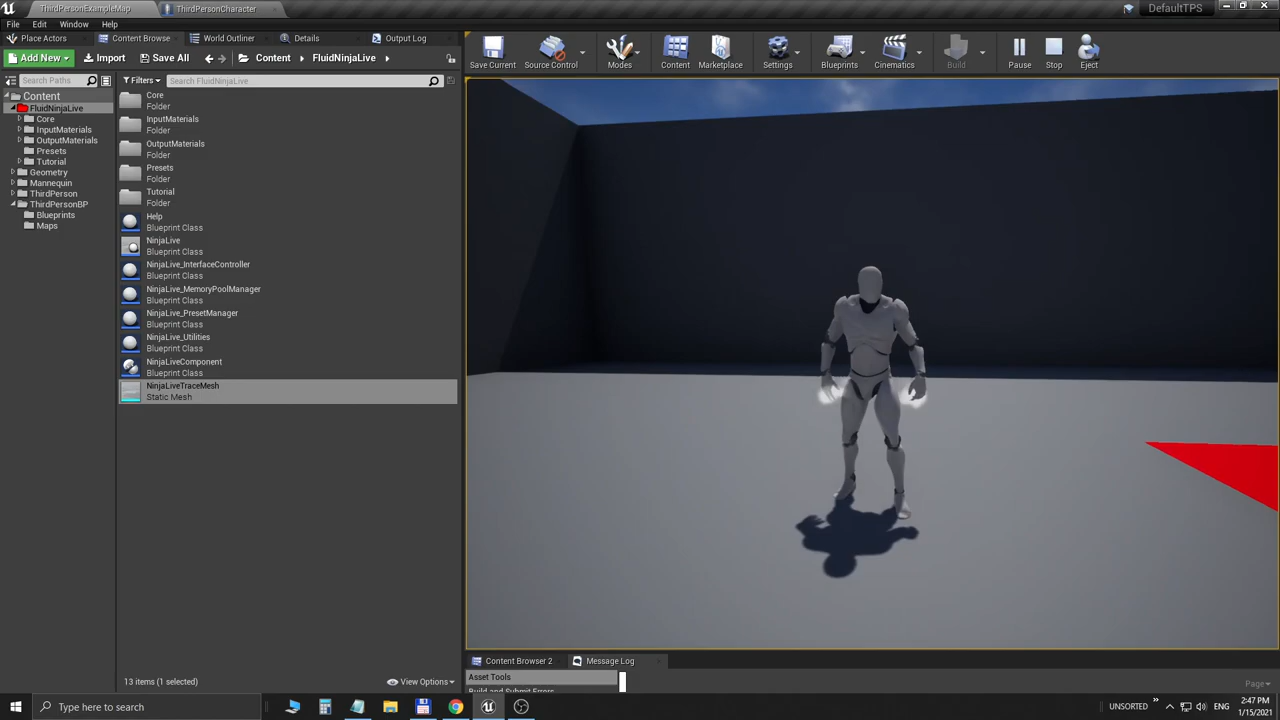 ThirdPersonExampleMap
ThirdPersonCharacter
DefaultTPS
File Edit Window Help
Place Actors
Content Browse
World Outliner
Details
Output Log
Add New
Import
Save All
Content
FluidNinjaLive
Save Current
Source Control
Modes
Content
Marketplace
Settings
Blueprints
Cinematics
Build
Pause
Stop
Eject
Search Paths
Filters
Search FluidNinjaLive
Content
FluidNinjaLive
Core
InputMaterials
OutputMaterials
Presets
Tutorial
Geometry
Mannequin
ThirdPerson
ThirdPersonBP
Blueprints
Maps
Core
Folder
InputMaterials
Folder
OutputMaterials
Folder
Presets
Folder
Tutorial
Folder
Help
Blueprint Class
NinjaLive
Blueprint Class
NinjaLive_InterfaceController
Blueprint Class
NinjaLive_MemoryPoolManager
Blueprint Class
NinjaLive_PresetManager
Blueprint Class
NinjaLive_Utilities
Blueprint Class
NinjaLiveComponent
Blueprint Class
NinjaLiveTraceMesh
Static Mesh
13 items (1 selected)
View Options
Content Browser 2
Message Log
Asset Tools
Build and Submit Errors
Page
Type here to search
UNSORTED
ENG
2:47 PM
1/15/2021